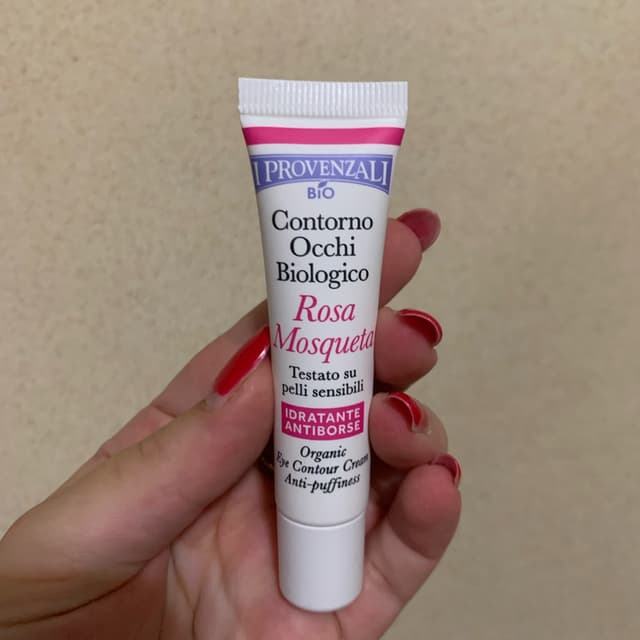 I PROVENZALI
BIO
Contorno
Occhi
Biologico
Rosa
Mosqueta
Testato su
pelli sensibili
IDRATANTE
ANTIBORSE
Organic
Eye Contour Cream
Anti-puffiness